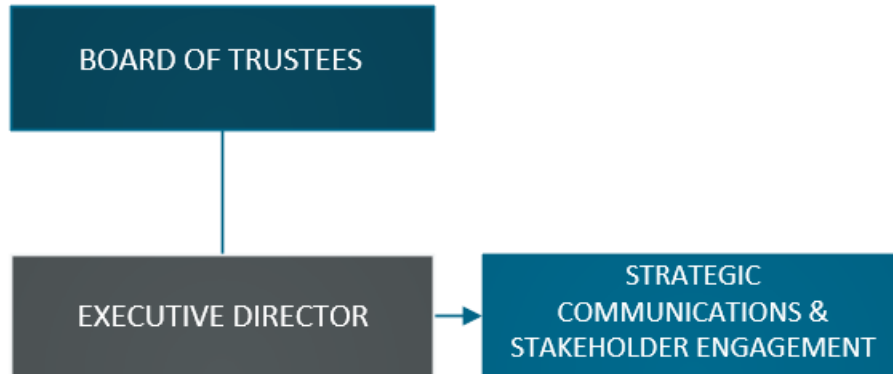 BOARD OF TRUSTEES
EXECUTIVE DIRECTOR
STRATEGIC
COMMUNICATIONS &
STAKEHOLDER ENGAGEMENT